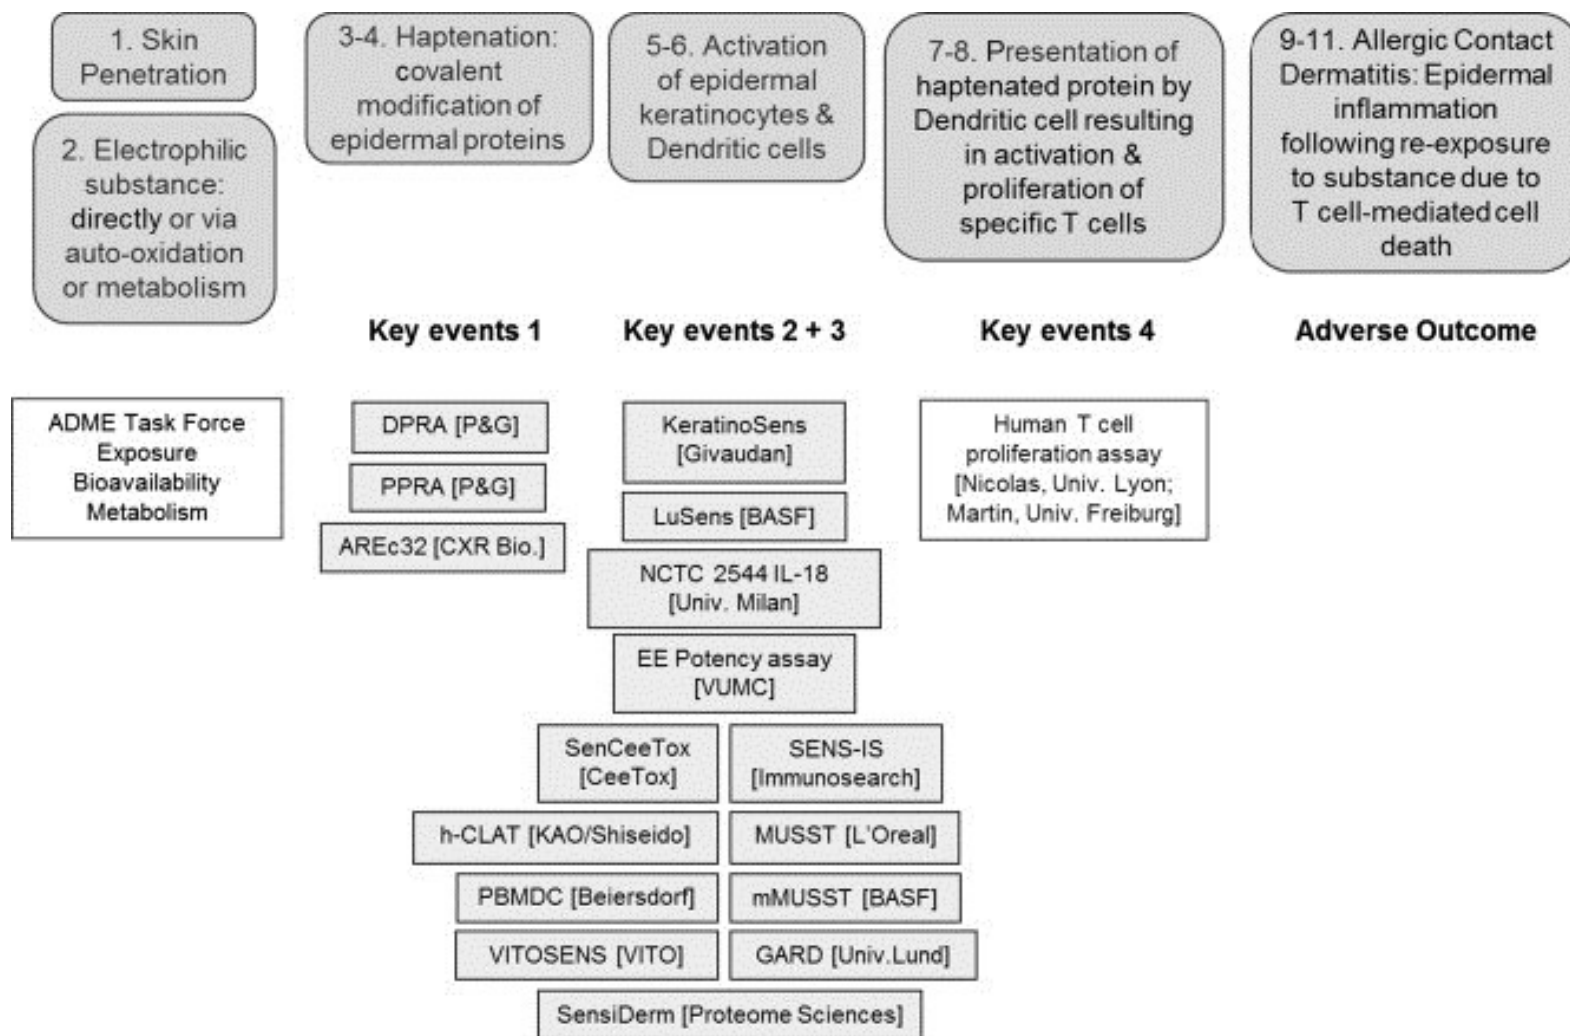 1. Skin
Penetration
2. Electrophilic
substance:
directly or via
auto-oxidation
or metabolism
3-4. Haptenation:
covalent
modification of
epidermal proteins
5-6. Activation
of epidermal
keratinocytes &
Dendritic cells
7-8. Presentation of
haptenated protein by
Dendritic cell resulting
in activation &
proliferation of
specific T cells
9-11. Allergic Contact
Dermatitis: Epidermal
inflammation
following re-exposure
to substance due to
T cell-mediated cell
death
Key events 1
Key events 2 + 3
Key events 4
Adverse Outcome
ADME Task Force
Exposure
Bioavailability
Metabolism
DPRA [P&G]
PPRA [P&G]
AREc32 [CXR Bio.]
KeratinoSens
[Givaudan]
LuSens [BASF]
NCTC 2544 IL-18
[Univ. Milan]
EE Potency assay
[VUMC]
SenCeeTox
[CeeTox]
SENS-IS
[Immunosearch]
h-CLAT [KAO/Shiseido]
MUSST [L'Oreal]
PBMDC [Beiersdorf]
mMUSST [BASF]
VITOSENS [VITO]
GARD [Univ.Lund]
SensiDerm [Proteome Sciences]
Human T cell
proliferation assay
[Nicolas, Univ. Lyon;
Martin, Univ. Freiburg]